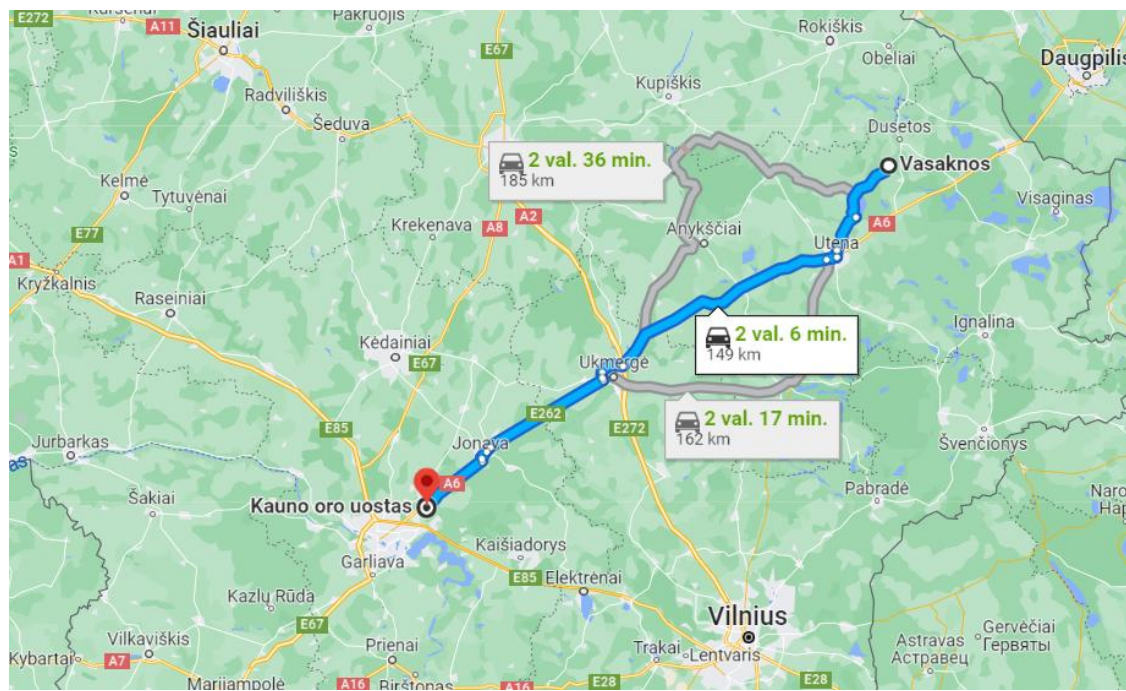 E272
Kuršėnai
A11
Šiauliai
Pakruojis
E67
Rokiškis
Obeliai
Daugpilis
Radviliškis
Kupiškis
Šeduva
Dusetos
2 val. 36 min.
185 km
Vasaknos
Kelmė
Tytuvėnai
Visaginas
Krekenava
A8
A2
Anykščiai
A6
Utena
E77
A1
Kryžkalnis
Raseiniai
Ignalina
2 val. 6 min.
149 km
Kėdainiai
Ukmergė
E67
E262
2 val. 17 min.
162 km
E85
E272
Švenčionys
Jurbarkas
Jonava
A6
Šakiai
Kauno oro uostas
Pabradė
Kaišiadorys
Garliava
E85
Elektrėnai
Kazlų Rūda
E67
Vilnius
Vilkaviškis
Kybartai
A7
Prienai
Trakai
Lentvaris
Astravas
Астравец
Gervėčiai
Гервяты
Marijampolė
A16
Birštonas
A16
E28
E28